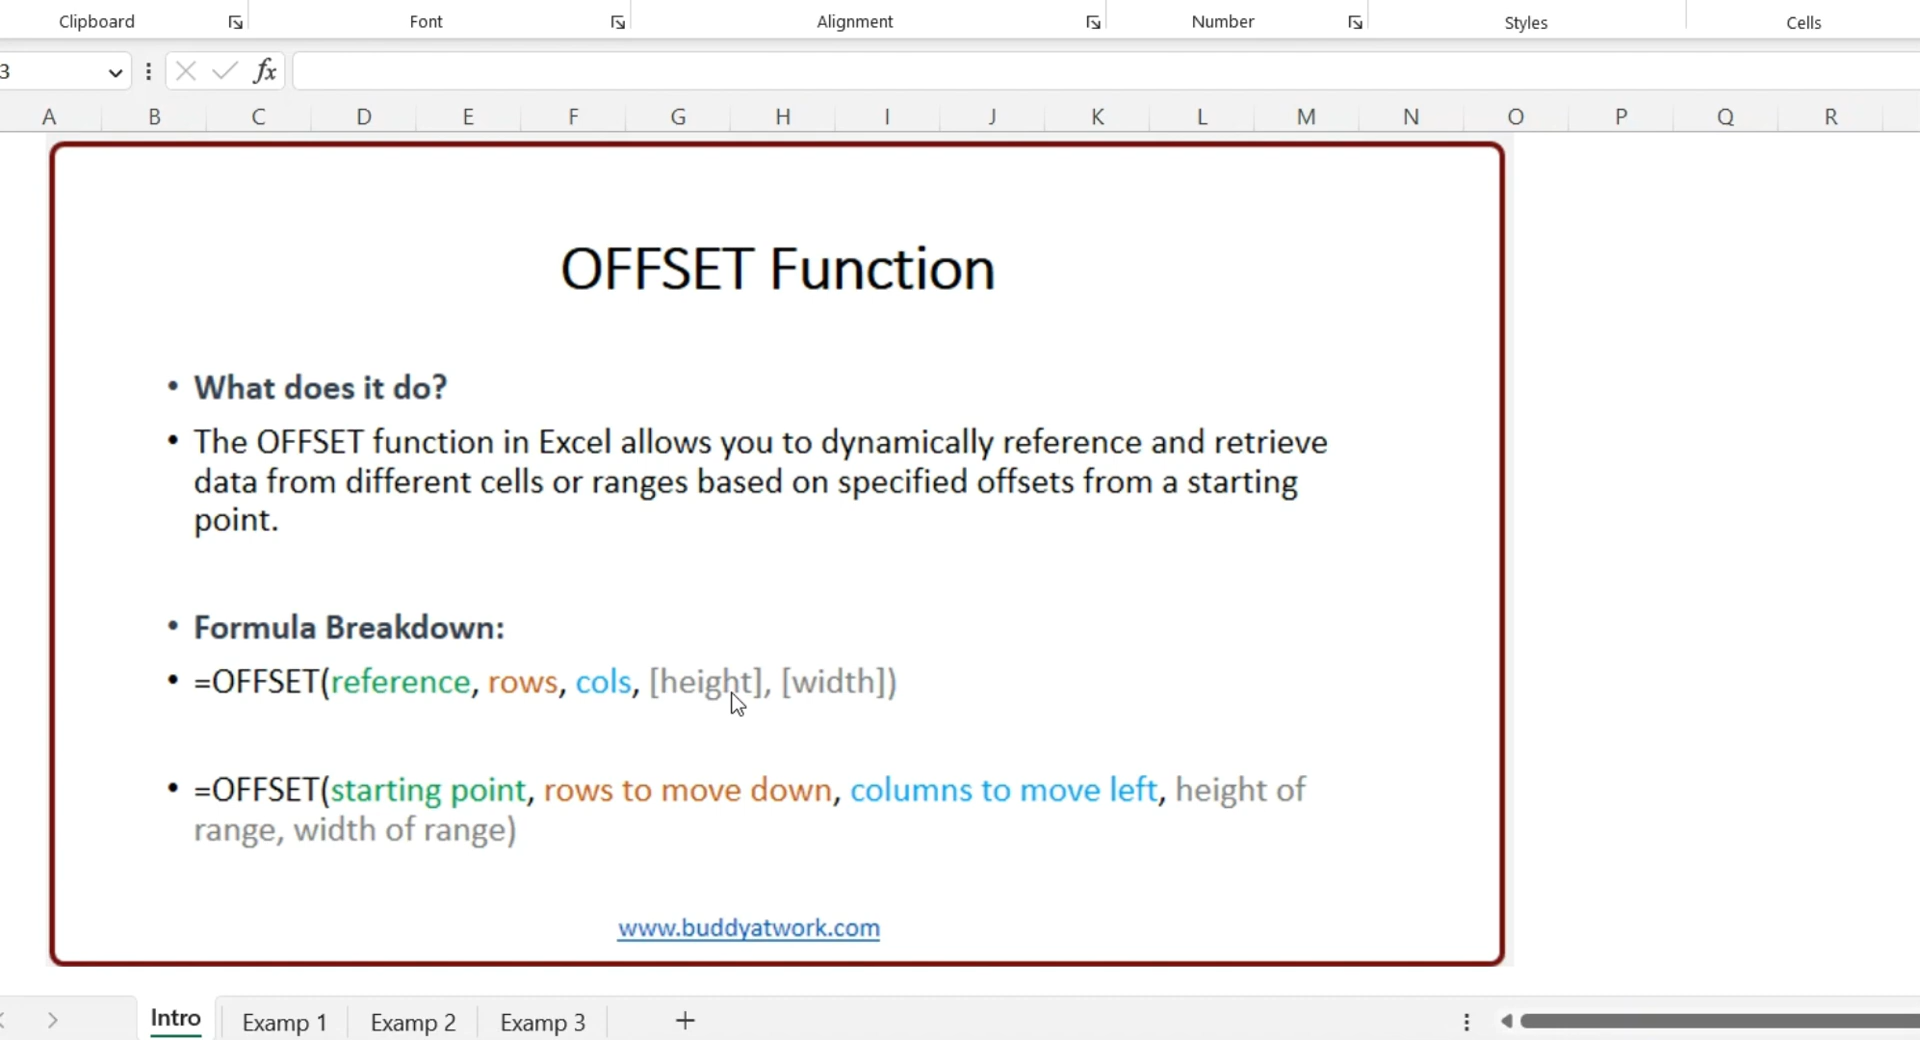 Clipboard Font Alignment Number Styles Cells
3 fx
A B C D E F G H I J K L M N O P Q R
OFFSET Function
• What does it do?
• The OFFSET function in Excel allows you to dynamically reference and retrieve
data from different cells or ranges based on specified offsets from a starting
point.
• Formula Breakdown:
• =OFFSET(reference, rows, cols, [height], [width])
• =OFFSET(starting point, rows to move down, columns to move left, height of
range, width of range)
www.buddyatwork.com
Intro Examp 1 Examp 2 Examp 3